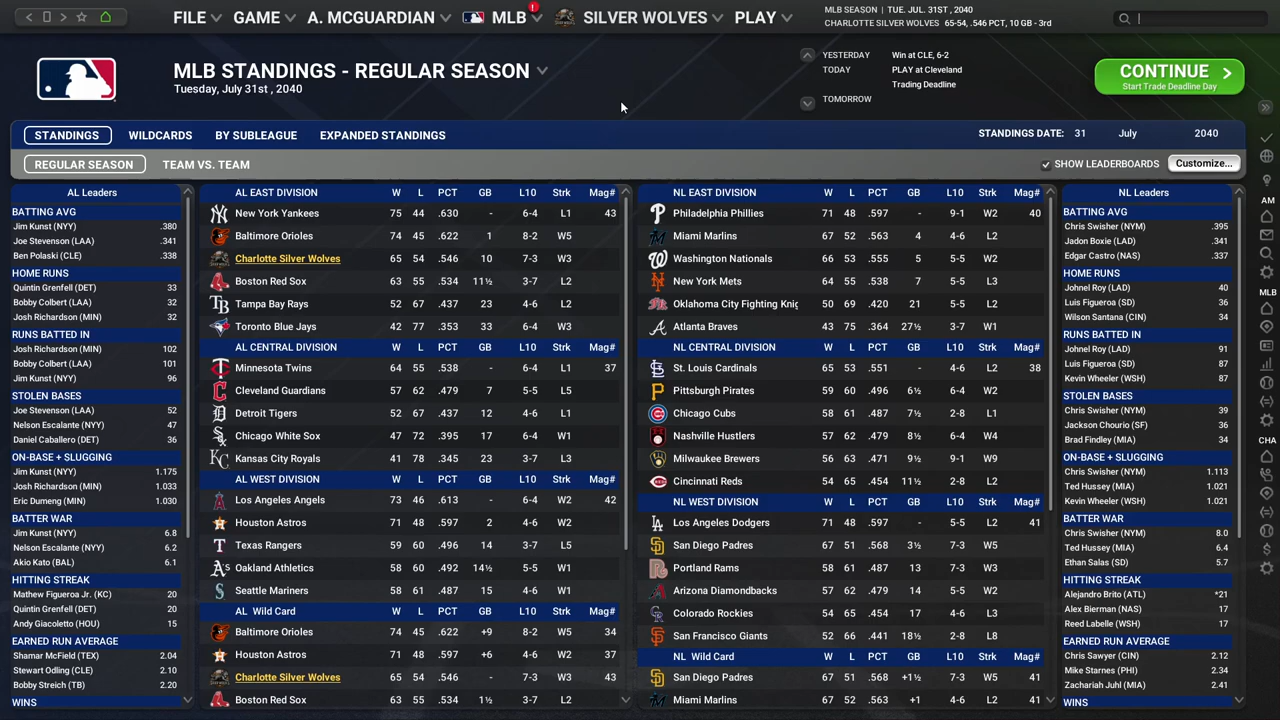 FILE GAME A. MCGUARDIAN MLB SILVER WOLVES PLAY
MLB SEASON | TUE. JUL. 31ST , 2040
CHARLOTTE SILVER WOLVES 65-54, .546 PCT, 10 GB - 3rd
MLB STANDINGS - REGULAR SEASON
Tuesday, July 31st , 2040
YESTERDAY Win at CLE, 6-2
TODAY PLAY at Cleveland
Trading Deadline
TOMORROW
CONTINUE
Start Trade Deadline Day
STANDINGS WILDCARDS BY SUBLEAGUE EXPANDED STANDINGS
STANDINGS DATE: 31 July 2040
REGULAR SEASON TEAM VS. TEAM
SHOW LEADERBOARDS Customize...
AL Leaders
BATTING AVG
Jim Kunst (NYY) .380
Joe Stevenson (LAA) .341
Ben Polaski (CLE) .338
HOME RUNS
Quintin Grenfell (DET) 33
Bobby Colbert (LAA) 32
Josh Richardson (MIN) 32
RUNS BATTED IN
Josh Richardson (MIN) 102
Bobby Colbert (LAA) 101
Jim Kunst (NYY) 96
STOLEN BASES
Joe Stevenson (LAA) 52
Nelson Escalante (NYY) 47
Daniel Caballero (DET) 36
ON-BASE + SLUGGING
Jim Kunst (NYY) 1.175
Josh Richardson (MIN) 1.033
Eric Dumeng (MIN) 1.030
BATTER WAR
Jim Kunst (NYY) 6.8
Nelson Escalante (NYY) 6.2
Akio Kato (BAL) 6.1
HITTING STREAK
Mathew Figueroa Jr. (KC) 20
Quintin Grenfell (DET) 20
Andy Giacoletto (HOU) 15
EARNED RUN AVERAGE
Shamar McField (TEX) 2.04
Stewart Odling (CLE) 2.10
Bobby Streich (TB) 2.20
WINS
AL EAST DIVISION W L PCT GB L10 Strk Mag#
New York Yankees 75 44 .630 - 6-4 L1 43
Baltimore Orioles 74 45 .622 1 8-2 W5
Charlotte Silver Wolves 65 54 .546 10 7-3 W3
Boston Red Sox 63 55 .534 11½ 3-7 L2
Tampa Bay Rays 52 67 .437 23 4-6 L2
Toronto Blue Jays 42 77 .353 33 6-4 W3
AL CENTRAL DIVISION W L PCT GB L10 Strk Mag#
Minnesota Twins 64 55 .538 - 6-4 L1 37
Cleveland Guardians 57 62 .479 7 5-5 L5
Detroit Tigers 52 67 .437 12 4-6 L1
Chicago White Sox 47 72 .395 17 4-6 W1
Kansas City Royals 41 78 .345 23 3-7 L3
AL WEST DIVISION W L PCT GB L10 Strk Mag#
Los Angeles Angels 73 46 .613 - 6-4 W2 42
Houston Astros 71 48 .597 2 4-6 W2
Texas Rangers 59 60 .496 14 3-7 L5
Oakland Athletics 58 60 .492 14½ 5-5 W1
Seattle Mariners 58 61 .487 15 4-6 W1
AL Wild Card W L PCT GB L10 Strk Mag#
Baltimore Orioles 74 45 .622 +9 8-2 W5 34
Houston Astros 71 48 .597 +6 4-6 W2 37
Charlotte Silver Wolves 65 54 .546 - 7-3 W3 43
Boston Red Sox 63 55 .534 1½ 3-7 L2
NL EAST DIVISION W L PCT GB L10 Strk Mag#
Philadelphia Phillies 71 48 .597 - 9-1 W2 40
Miami Marlins 67 52 .563 4 4-6 L2
Washington Nationals 66 53 .555 5 5-5 W2
New York Mets 64 55 .538 7 5-5 L3
Oklahoma City Fighting Knig 50 69 .420 21 5-5 L2
Atlanta Braves 43 75 .364 27½ 3-7 W1
NL CENTRAL DIVISION W L PCT GB L10 Strk Mag#
St. Louis Cardinals 65 53 .551 - 4-6 L2 38
Pittsburgh Pirates 59 60 .496 6½ 6-4 W2
Chicago Cubs 58 61 .487 7½ 2-8 L1
Nashville Hustlers 57 62 .479 8½ 6-4 W4
Milwaukee Brewers 56 63 .471 9½ 9-1 W9
Cincinnati Reds 54 65 .454 11½ 2-8 L2
NL WEST DIVISION W L PCT GB L10 Strk Mag#
Los Angeles Dodgers 71 48 .597 - 5-5 L2 41
San Diego Padres 67 51 .568 3½ 7-3 W5
Portland Rams 58 61 .487 13 7-3 W3
Arizona Diamondbacks 57 62 .479 14 5-5 W2
Colorado Rockies 54 65 .454 17 4-6 L3
San Francisco Giants 52 66 .441 18½ 2-8 L8
NL Wild Card W L PCT GB L10 Strk Mag#
San Diego Padres 67 51 .568 +1½ 7-3 W5 41
Miami Marlins 67 52 .563 +1 4-6 L2 41
NL Leaders
BATTING AVG
Chris Swisher (NYM) .395
Jadon Boxie (LAD) .341
Edgar Castro (NAS) .337
HOME RUNS
Johnel Roy (LAD) 40
Luis Figueroa (SD) 36
Wilson Santana (CIN) 34
RUNS BATTED IN
Johnel Roy (LAD) 91
Luis Figueroa (SD) 87
Kevin Wheeler (WSH) 87
STOLEN BASES
Chris Swisher (NYM) 39
Jackson Chourio (SF) 36
Brad Findley (MIA) 34
ON-BASE + SLUGGING
Chris Swisher (NYM) 1.113
Ted Hussey (MIA) 1.021
Kevin Wheeler (WSH) 1.021
BATTER WAR
Chris Swisher (NYM) 8.0
Ted Hussey (MIA) 6.4
Ethan Salas (SD) 5.7
HITTING STREAK
Alejandro Brito (ATL) *21
Alex Bierman (NAS) 17
Reed Labelle (WSH) 17
EARNED RUN AVERAGE
Chris Sawyer (CIN) 2.12
Mike Starnes (PHI) 2.34
Zachariah Juhl (MIA) 2.41
WINS
AM
MLB
CHA